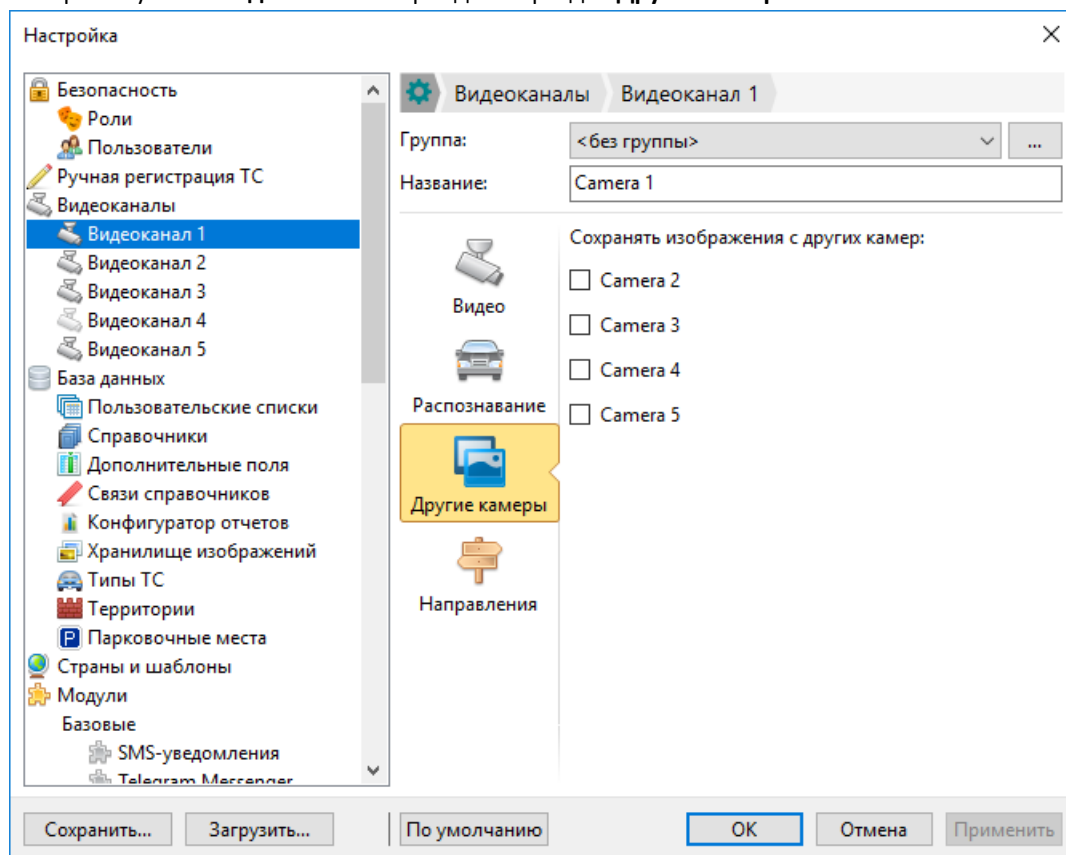 Настройка
Безопасность
Роли
Пользователи
Ручная регистрация ТС
Видеоканалы
Видеоканал 1
Видеоканал 2
Видеоканал 3
Видеоканал 4
Видеоканал 5
База данных
Пользовательские списки
Справочники
Дополнительные поля
Связи справочников
Конфигуратор отчетов
Хранилище изображений
Типы ТС
Территории
Парковочные места
Страны и шаблоны
Модули
Базовые
SMS-уведомления
Telegram Messenger
Видеоканалы Видеоканал 1
Группа: <без группы> ...
Название: Camera 1
Видео
Распознавание
Другие камеры
Направления
Сохранять изображения с других камер:
Camera 2
Camera 3
Camera 4
Camera 5
Сохранить... Загрузить... По умолчанию OK Отмена Применить